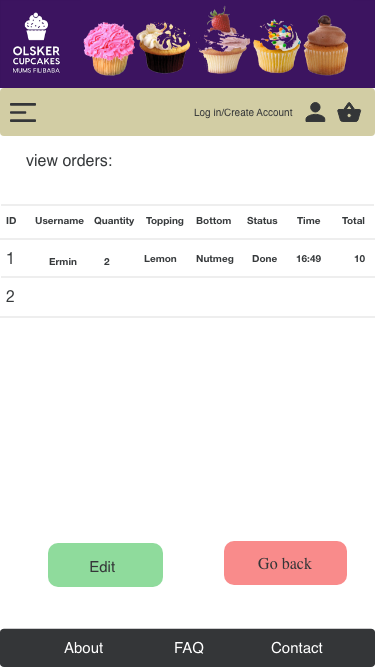 OLSKER
CUPCAKES
MUMS FILIBABA
Log in/Create Account
view orders:
ID Username Quantity Topping Bottom Status Time Total
1 Ermin 2 Lemon Nutmeg Done 16:49 10
2
Edit Go back
About FAQ Contact